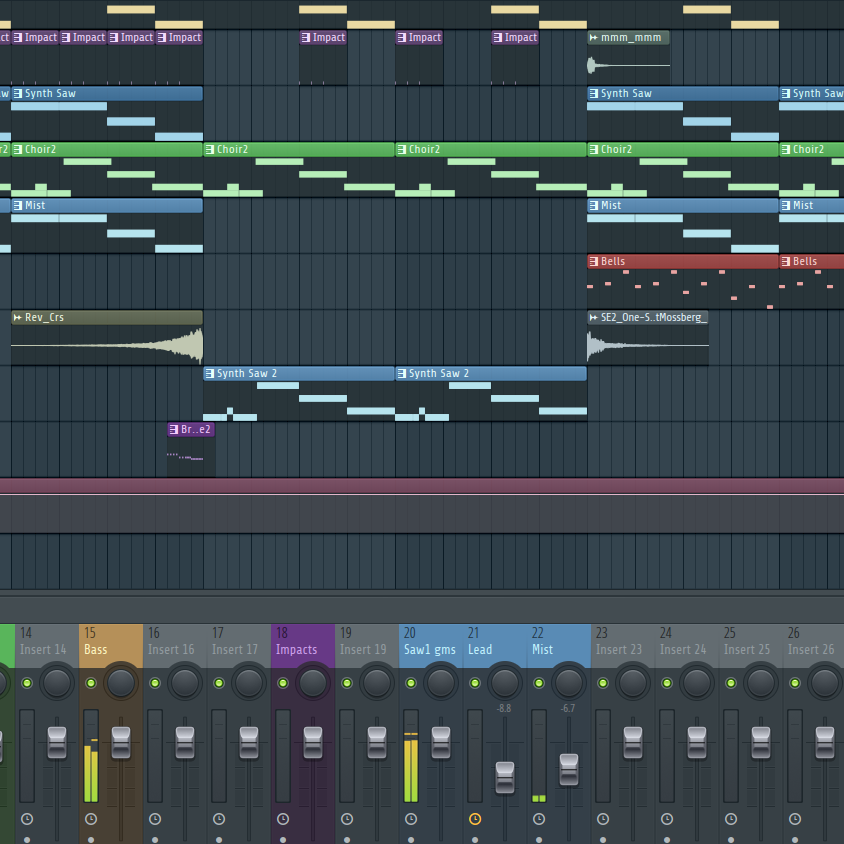 ct Impact Impact Impact Impact Impact Impact Impact mmm_mmm
w Synth Saw Synth Saw Synth Saw
r2 Choir2 Choir2 Choir2 Choir2 Choir2
Mist Mist Mist
Bells Bells
Rev_Crs SE2_One-S..tMossberg_
Synth Saw 2 Synth Saw 2
Br..e2
14 15 16 17 18 19 20 21 22 23 24 25 26
Insert 14 Bass Insert 16 Insert 17 Impacts Insert 19 Saw1 gms Lead Mist Insert 23 Insert 24 Insert 25 Insert 26
-8.8 -6.7